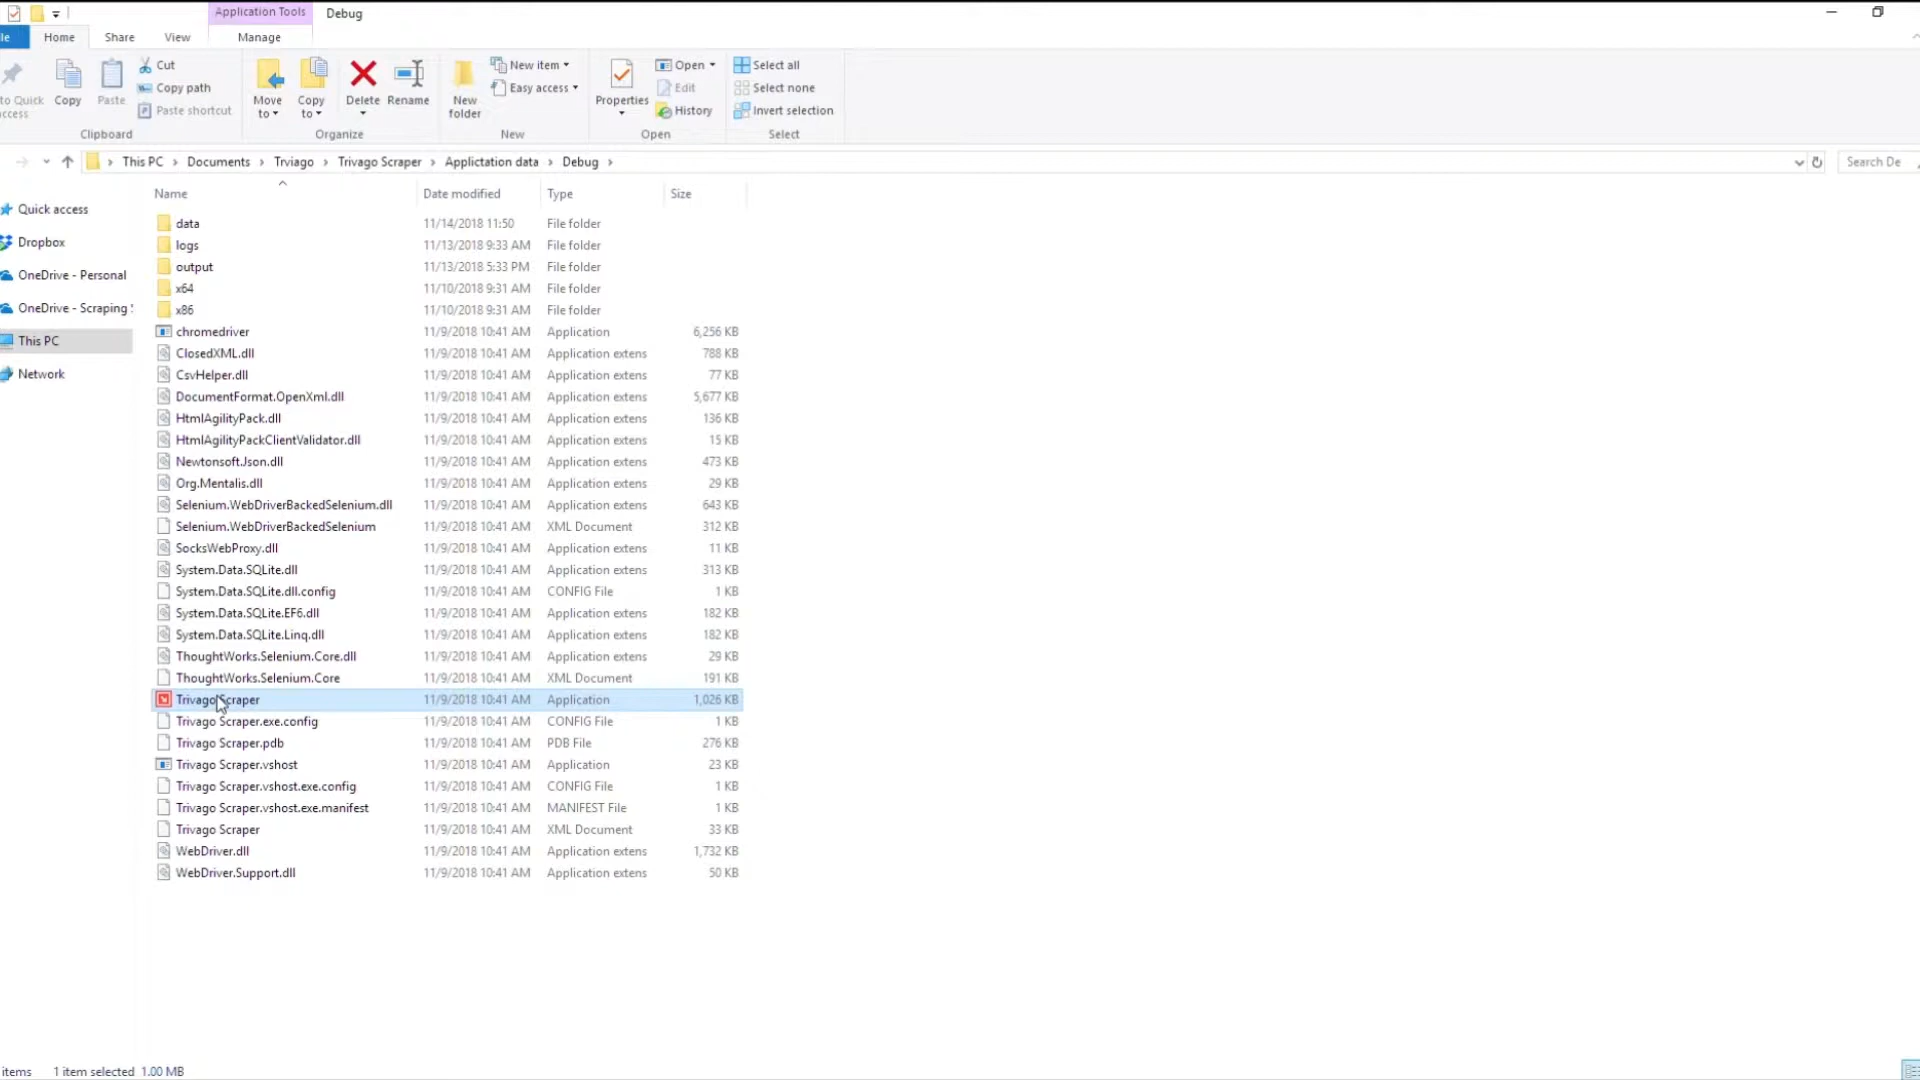 Application Tools Debug
le Home Share View Manage
to Quick
ccess
Copy
Paste
Cut
Copy path
Paste shortcut
Clipboard
Move
to
Copy
to
Delete
Rename
Organize
New
folder
New item
Easy access
New
Properties
Open
Edit
History
Open
Select all
Select none
Invert selection
Select
This PC Documents Trviago Trivago Scraper Applictation data Debug
Search De
Quick access
Dropbox
OneDrive - Personal
OneDrive - Scraping
This PC
Network
Name Date modified Type Size
data 11/14/2018 11:50 File folder
logs 11/13/2018 9:33 AM File folder
output 11/13/2018 5:33 PM File folder
x64 11/10/2018 9:31 AM File folder
x86 11/10/2018 9:31 AM File folder
chromedriver 11/9/2018 10:41 AM Application 6,256 KB
ClosedXML.dll 11/9/2018 10:41 AM Application extens 788 KB
CsvHelper.dll 11/9/2018 10:41 AM Application extens 77 KB
DocumentFormat.OpenXml.dll 11/9/2018 10:41 AM Application extens 5,677 KB
HtmlAgilityPack.dll 11/9/2018 10:41 AM Application extens 136 KB
HtmlAgilityPackClientValidator.dll 11/9/2018 10:41 AM Application extens 15 KB
Newtonsoft.Json.dll 11/9/2018 10:41 AM Application extens 473 KB
Org.Mentalis.dll 11/9/2018 10:41 AM Application extens 29 KB
Selenium.WebDriverBackedSelenium.dll 11/9/2018 10:41 AM Application extens 643 KB
Selenium.WebDriverBackedSelenium 11/9/2018 10:41 AM XML Document 312 KB
SocksWebProxy.dll 11/9/2018 10:41 AM Application extens 11 KB
System.Data.SQLite.dll 11/9/2018 10:41 AM Application extens 313 KB
System.Data.SQLite.dll.config 11/9/2018 10:41 AM CONFIG File 1 KB
System.Data.SQLite.EF6.dll 11/9/2018 10:41 AM Application extens 182 KB
System.Data.SQLite.Linq.dll 11/9/2018 10:41 AM Application extens 182 KB
ThoughtWorks.Selenium.Core.dll 11/9/2018 10:41 AM Application extens 29 KB
ThoughtWorks.Selenium.Core 11/9/2018 10:41 AM XML Document 191 KB
Trivago Scraper 11/9/2018 10:41 AM Application 1,026 KB
Trivago Scraper.exe.config 11/9/2018 10:41 AM CONFIG File 1 KB
Trivago Scraper.pdb 11/9/2018 10:41 AM PDB File 276 KB
Trivago Scraper.vshost 11/9/2018 10:41 AM Application 23 KB
Trivago Scraper.vshost.exe.config 11/9/2018 10:41 AM CONFIG File 1 KB
Trivago Scraper.vshost.exe.manifest 11/9/2018 10:41 AM MANIFEST File 1 KB
Trivago Scraper 11/9/2018 10:41 AM XML Document 33 KB
WebDriver.dll 11/9/2018 10:41 AM Application extens 1,732 KB
WebDriver.Support.dll 11/9/2018 10:41 AM Application extens 50 KB
items 1 item selected 1.00 MB